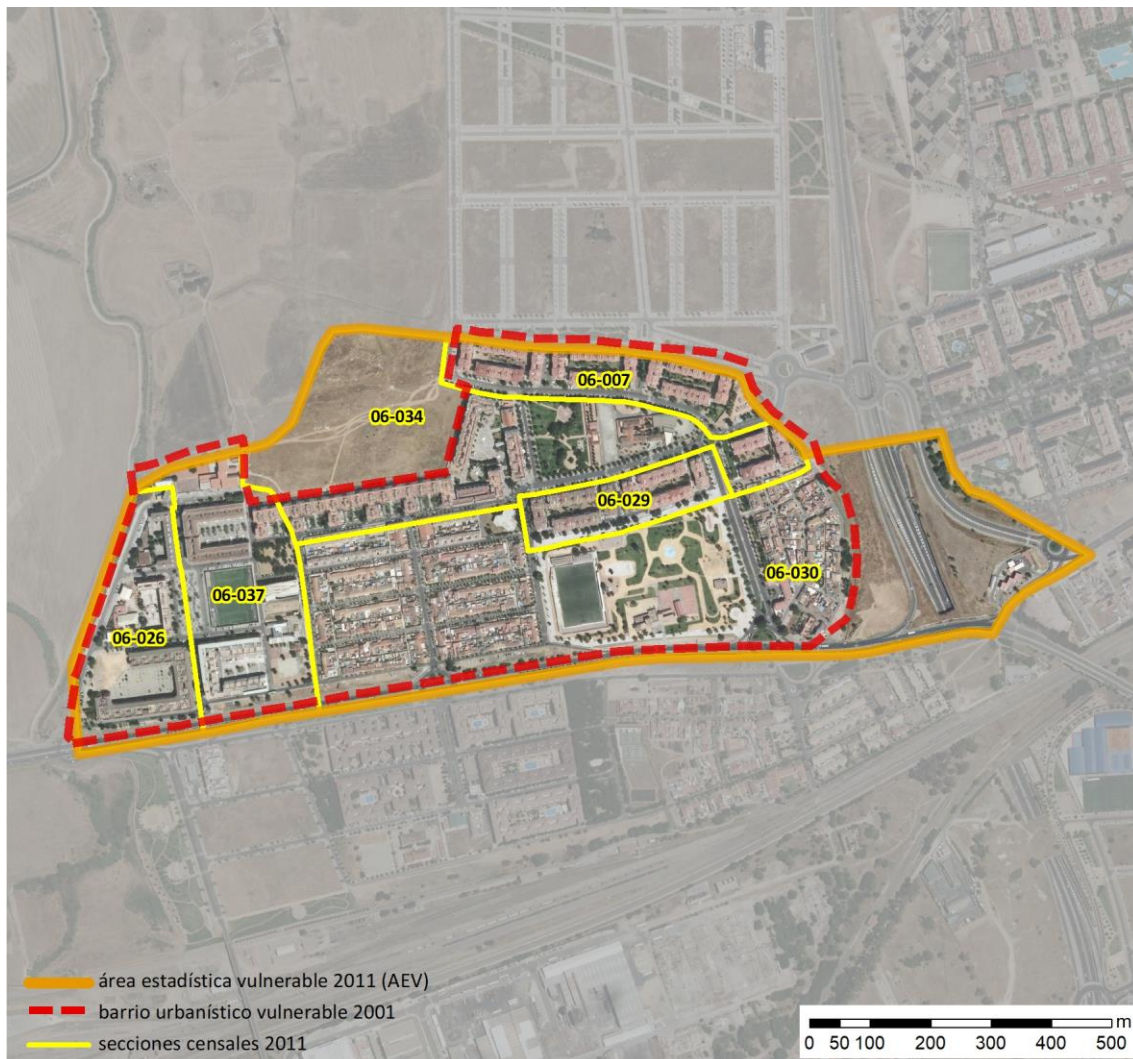 06-007
06-034
06-029
06-030
06-037
06-026
área estadística vulnerable 2011 (AEV)
barrio urbanístico vulnerable 2001
secciones censales 2011
m
0 50 100 200 300 400 500